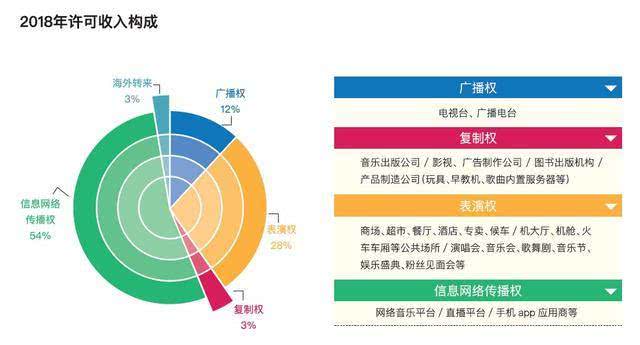 2018年许可收入构成
海外转来
3%
广播权
12%
信息网络
传播权
54%
表演权
28%
复制权
3%
广播权
电视台、广播电台
复制权
音乐出版公司 / 影视、广告制作公司 / 图书出版机构 /
产品制造公司(玩具、早教机、歌曲内置服务器等)
表演权
商场、超市、餐厅、酒店、专卖、候车 / 机大厅、机舱、火
车车厢等公共场所 / 演唱会、音乐会、歌舞剧、音乐节、
娱乐盛典、粉丝见面会等
信息网络传播权
网络音乐平台 / 直播平台 / 手机 app 应用商等